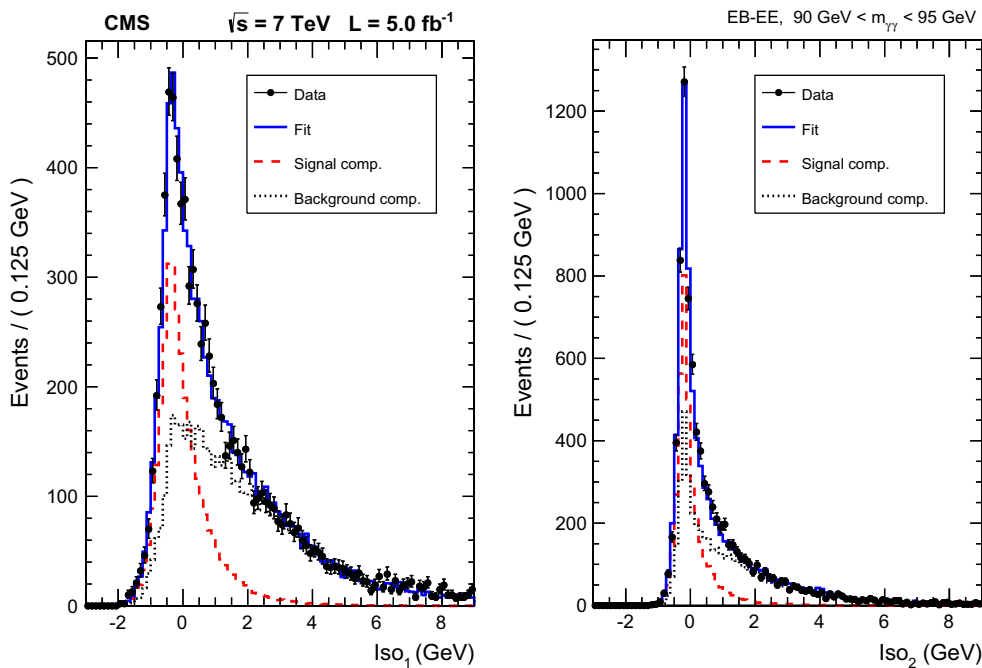 CMS √s = 7 TeV L = 5.0 fb⁻¹
Events / ( 0.125 GeV )
500
400
300
200
100
0
Data
Fit
Signal comp.
Background comp.
-2 0 2 4 6 8
Iso₁ (GeV)
EB-EE, 90 GeV < mγγ < 95 GeV
Events / ( 0.125 GeV )
1200
1000
800
600
400
200
0
Data
Fit
Signal comp.
Background comp.
-2 0 2 4 6 8
Iso₂ (GeV)